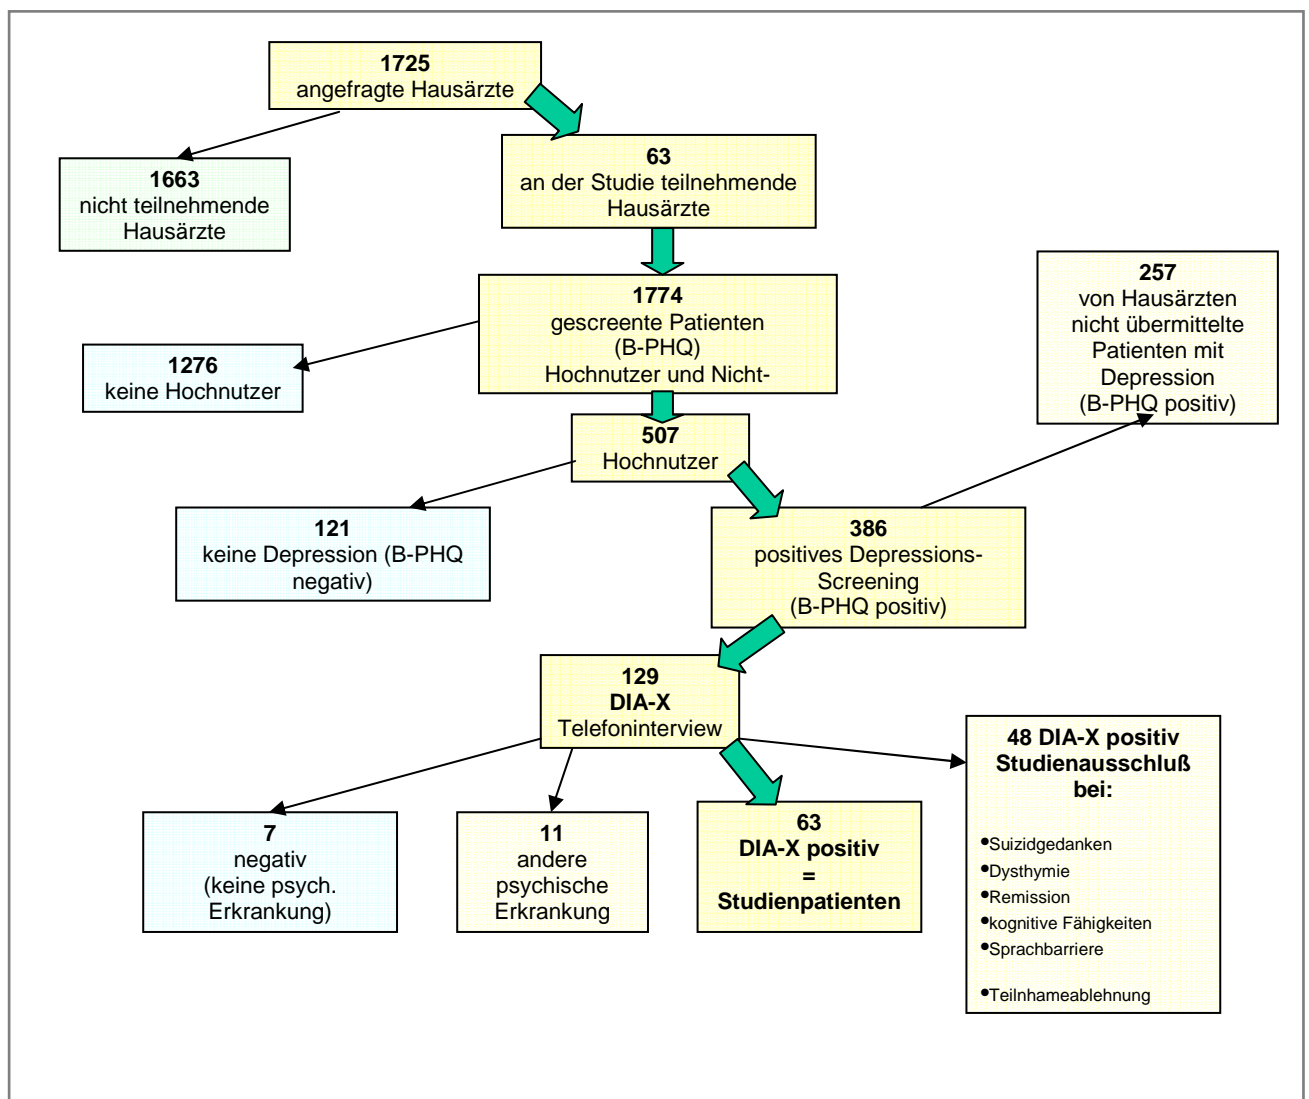 1725
angefragte Hausärzte
63
an der Studie teilnehmende
Hausärzte
1663
nicht teilnehmende
Hausärzte
1774
gescreente Patienten
(B-PHQ)
Hochnutzer und Nicht-
257
von Hausärzten
nicht übermittelte
Patienten mit
Depression
(B-PHQ positiv)
1276
keine Hochnutzer
507
Hochnutzer
121
keine Depression (B-PHQ
negativ)
386
positives Depressions-
Screening
(B-PHQ positiv)
129
DIA-X
Telefoninterview
7
negativ
(keine psych.
Erkrankung)
11
andere
psychische
Erkrankung
63
DIA-X positiv
=
Studienpatienten
48 DIA-X positiv
Studienausschluß
bei:
•Suizidgedanken
•Dysthymie
•Remission
•kognitive Fähigkeiten
•Sprachbarriere
•Teilnhameablehnung